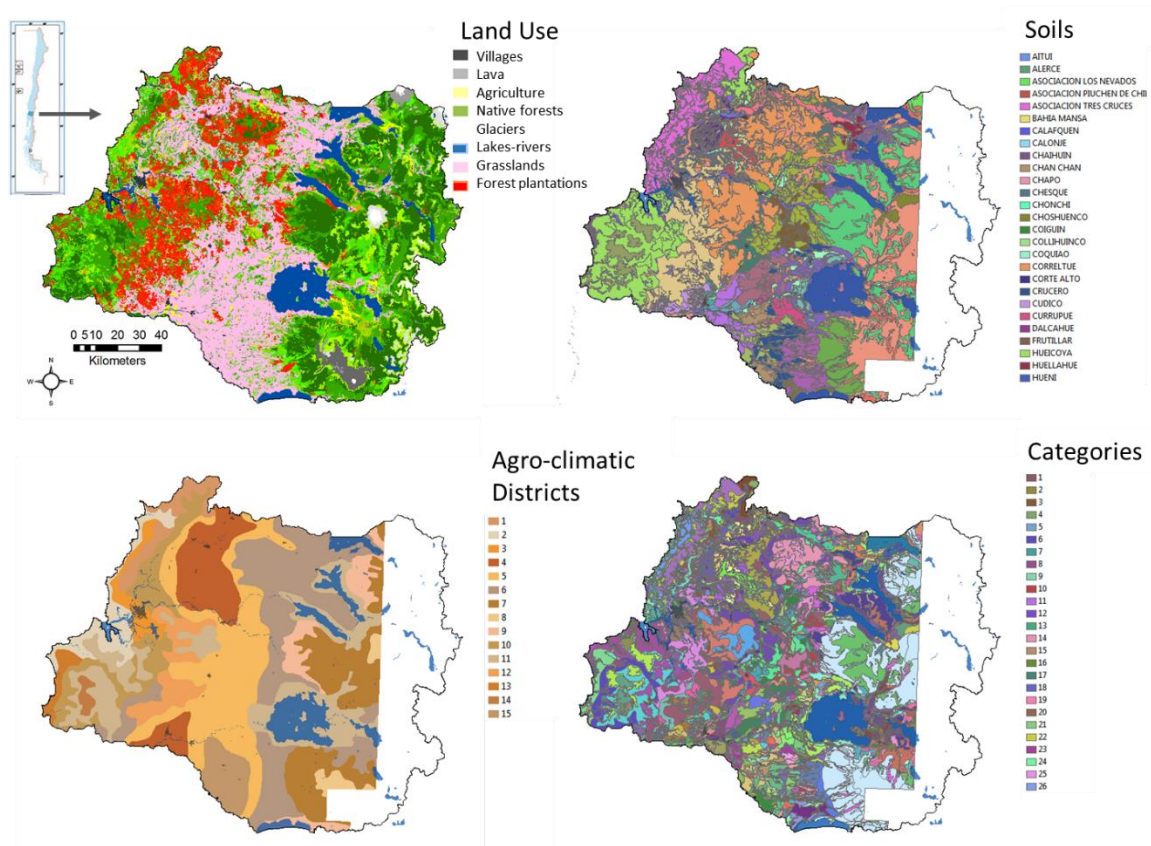 Land Use
Villages
Lava
Agriculture
Native forests
Glaciers
Lakes-rivers
Grasslands
Forest plantations
0 5 10 20 30 40
Kilometers
N
W
E
S
Soils
AITUI
ALERCE
ASOCIACION LOS NEVADOS
ASOCIACION PIUCHEN DE CHI
ASOCIACION TRES CRUCES
BAHIA MANSA
CALAFQUEN
CALONJE
CHAIHUIN
CHAN CHAN
CHAPO
CHESQUE
CHONCHI
CHOSHUENCO
COIGUIN
COLLIHUINCO
COQUIAO
CORRELTUE
CORTE ALTO
CRUCERO
CUDICO
CURRUPUE
DALCAHUE
FRUTILLAR
HUEICOYA
HUELLAHUE
HUENI
Agro-climatic
Districts
1
2
3
4
5
6
7
8
9
10
11
12
13
14
15
Categories
1
2
3
4
5
6
7
8
9
10
11
12
13
14
15
16
17
18
19
20
21
22
23
24
25
26